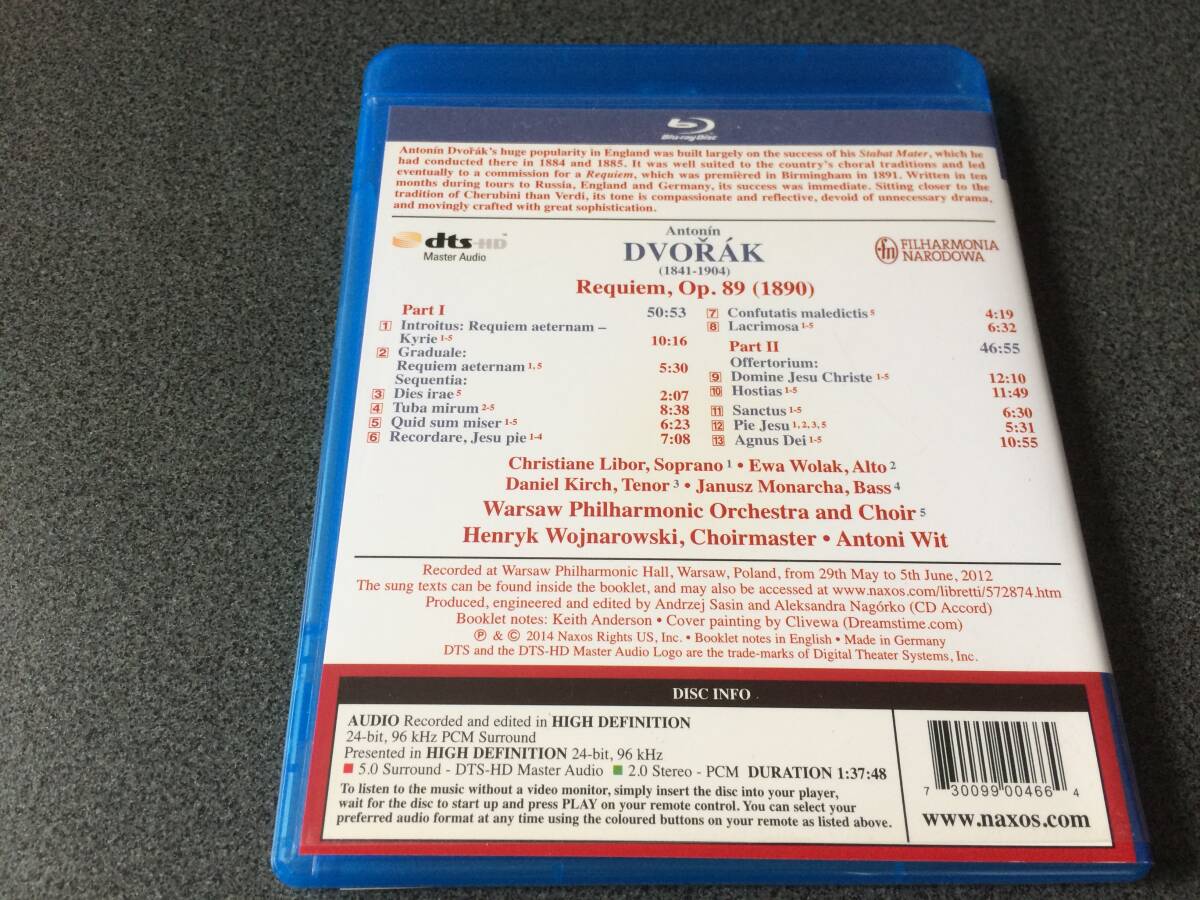 Blu-ray Disc
Antonín Dvořák's huge popularity in England was built largely on the success of his Stabat Mater, which he
had conducted there in 1884 and 1885. It was well suited to the country's choral traditions and led
eventually to a commission for a Requiem, which was premièred in Birmingham in 1891. Written in ten
months during tours to Russia, England and Germany, its success was immediate. Sitting closer to the
tradition of Cherubini than Verdi, its tone is compassionate and reflective, devoid of unnecessary drama,
and movingly crafted with great sophistication.
dts-HD™
Master Audio
Antonín
DVOŘÁK
(1841-1904)
Requiem, Op. 89 (1890)
fn FILHARMONIA
NARODOWA
Part I 50:53
1 Introitus: Requiem aeternam –
Kyrie 1-5 10:16
2 Graduale:
Requiem aeternam 1, 5 5:30
Sequentia:
3 Dies irae 5 2:07
4 Tuba mirum 2-5 8:38
5 Quid sum miser 1-5 6:23
6 Recordare, Jesu pie 1-4 7:08
7 Confutatis maledictis 5 4:19
8 Lacrimosa 1-5 6:32
Part II 46:55
Offertorium:
9 Domine Jesu Christe 1-5 12:10
10 Hostias 1-5 11:49
11 Sanctus 1-5 6:30
12 Pie Jesu 1, 2, 3, 5 5:31
13 Agnus Dei 1-5 10:55
Christiane Libor, Soprano 1 • Ewa Wolak, Alto 2
Daniel Kirch, Tenor 3 • Janusz Monarcha, Bass 4
Warsaw Philharmonic Orchestra and Choir 5
Henryk Wojnarowski, Choirmaster • Antoni Wit
Recorded at Warsaw Philharmonic Hall, Warsaw, Poland, from 29th May to 5th June, 2012
The sung texts can be found inside the booklet, and may also be accessed at www.naxos.com/libretti/572874.htm
Produced, engineered and edited by Andrzej Sasin and Aleksandra Nagórko (CD Accord)
Booklet notes: Keith Anderson • Cover painting by Clivewa (Dreamstime.com)
℗ & © 2014 Naxos Rights US, Inc. • Booklet notes in English • Made in Germany
DTS and the DTS-HD Master Audio Logo are the trade-marks of Digital Theater Systems, Inc.
DISC INFO
AUDIO Recorded and edited in HIGH DEFINITION
24-bit, 96 kHz PCM Surround
Presented in HIGH DEFINITION 24-bit, 96 kHz
5.0 Surround - DTS-HD Master Audio 2.0 Stereo - PCM DURATION 1:37:48
To listen to the music without a video monitor, simply insert the disc into your player,
wait for the disc to start up and press PLAY on your remote control. You can select your
preferred audio format at any time using the coloured buttons on your remote as listed above.
7 30099 00466 4
www.naxos.com